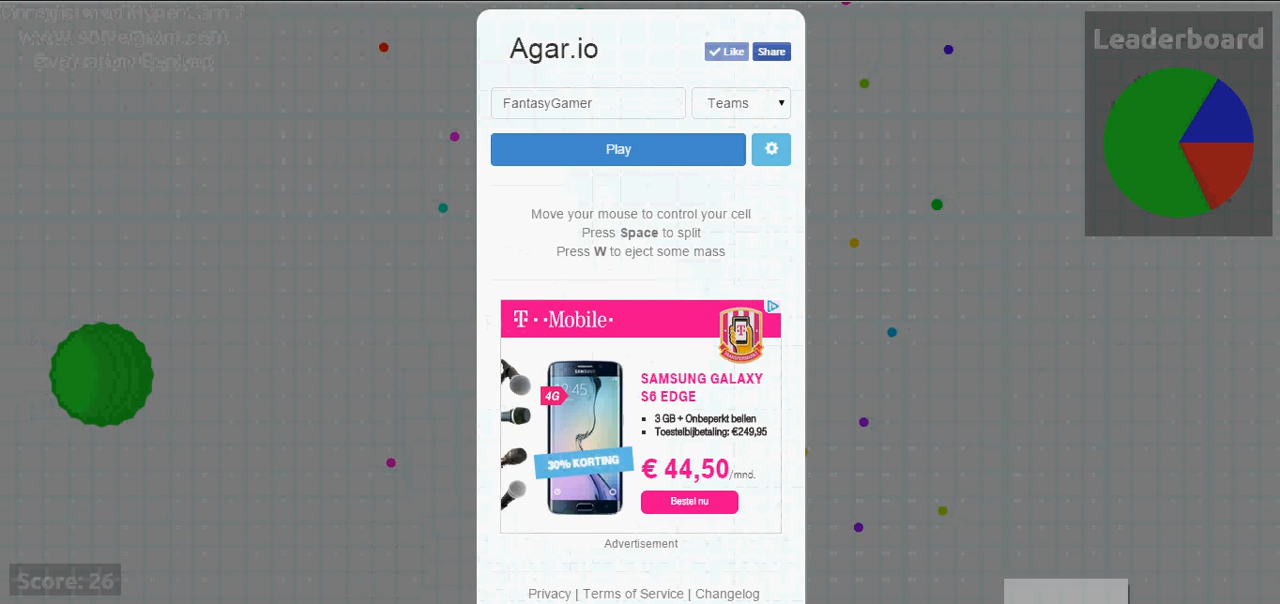 Agar.io
Like Share
FantasyGamer
Teams
Play
Move your mouse to control your cell
Press Space to split
Press W to eject some mass
T Mobile
SAMSUNG
SAMSUNG GALAXY
S6 EDGE
4G
3 GB + Onbeperkt bellen
Toestelbijbetaling: €249,95
30% KORTING
€ 44,50/mnd.
Bestel nu
Advertisement
Privacy | Terms of Service | Changelog
Leaderboard
Score: 26